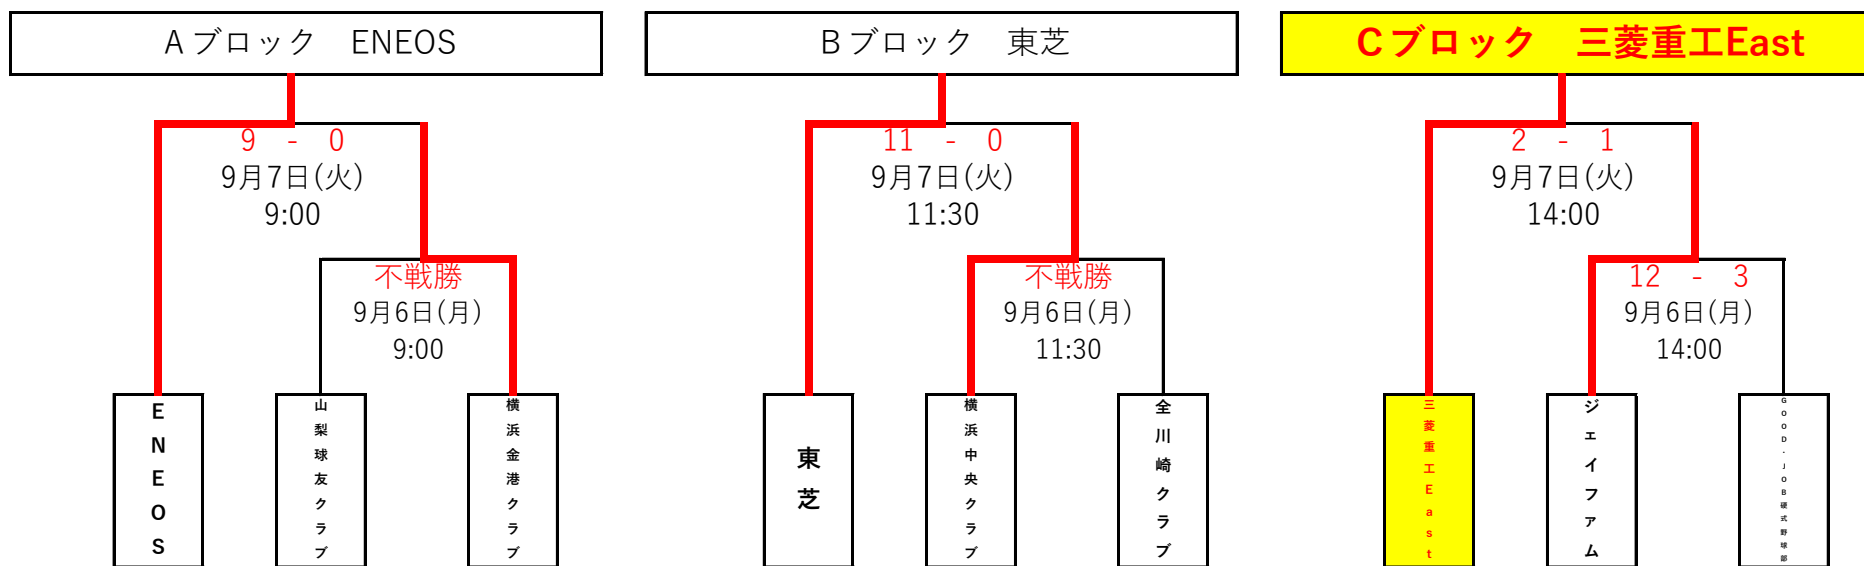 Aブロック　ENEOS
9 - 0
9月7日(火)
9:00
不戦勝
9月6日(月)
9:00
ENEOS
山梨球友クラブ
横浜金港クラブ
Bブロック　東芝
11 - 0
9月7日(火)
11:30
不戦勝
9月6日(月)
11:30
東芝
横浜中央クラブ
全川崎クラブ
Cブロック　三菱重工East
2 - 1
9月7日(火)
14:00
12 - 3
9月6日(月)
14:00
三菱重工East
ジェイファム
GOOD・JOB硬式野球部